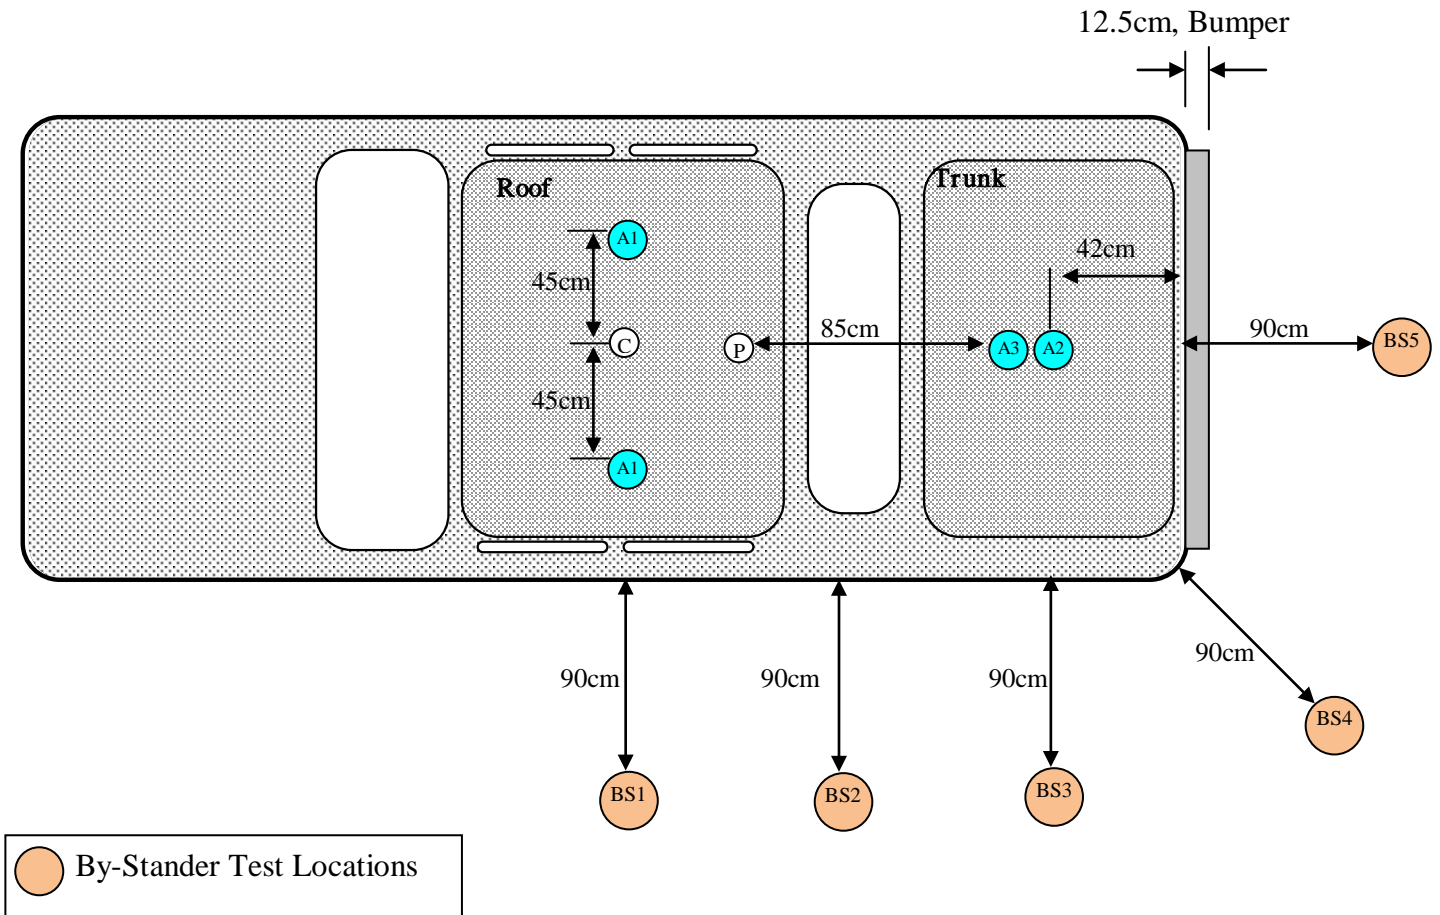 12.5cm, Bumper
Roof
Trunk
A1
42cm
45cm
85cm
90cm
C
P
A3
A2
BS5
45cm
A1
90cm
90cm
90cm
90cm
BS4
BS1
BS2
BS3
By-Stander Test Locations